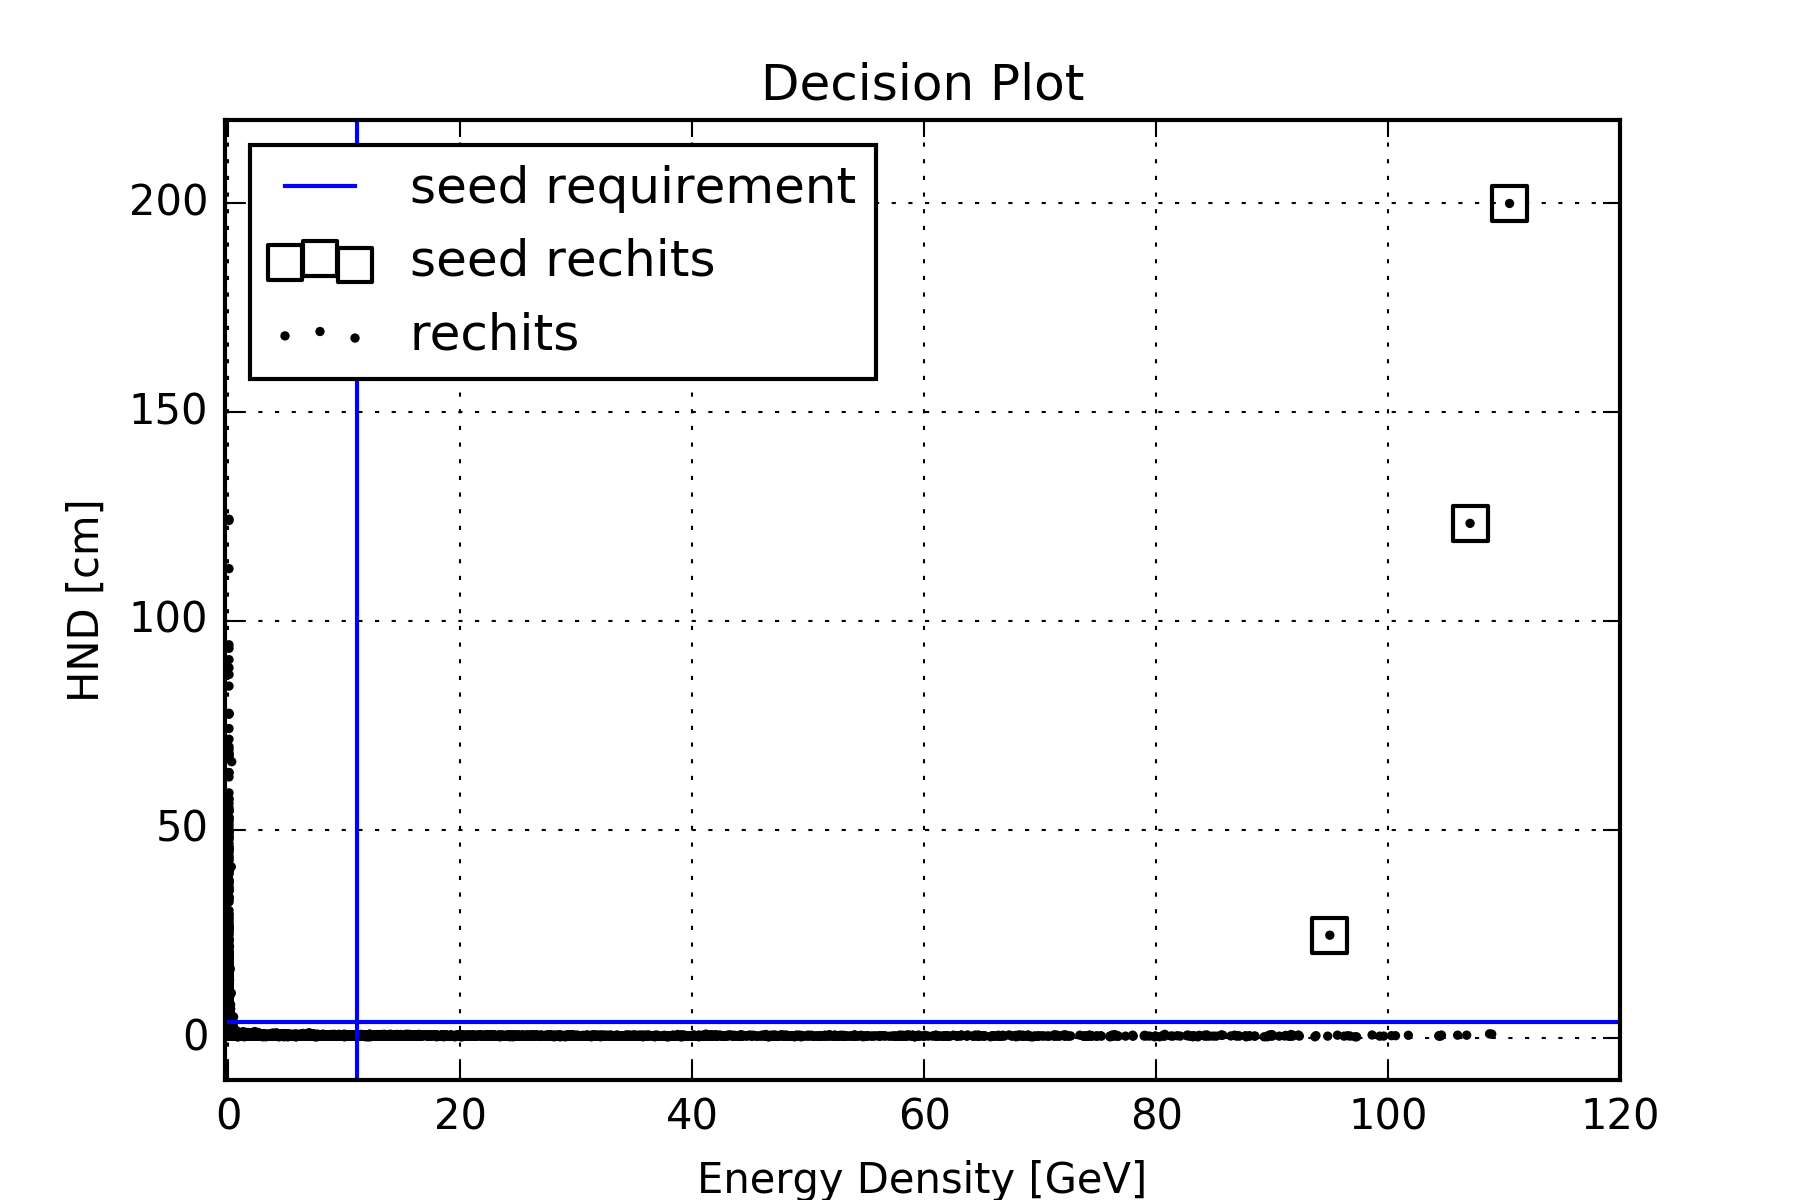 Decision Plot
seed requirement
seed rechits
rechits
200
150
100
50
0
HND [cm]
0 20 40 60 80 100 120
Energy Density [GeV]